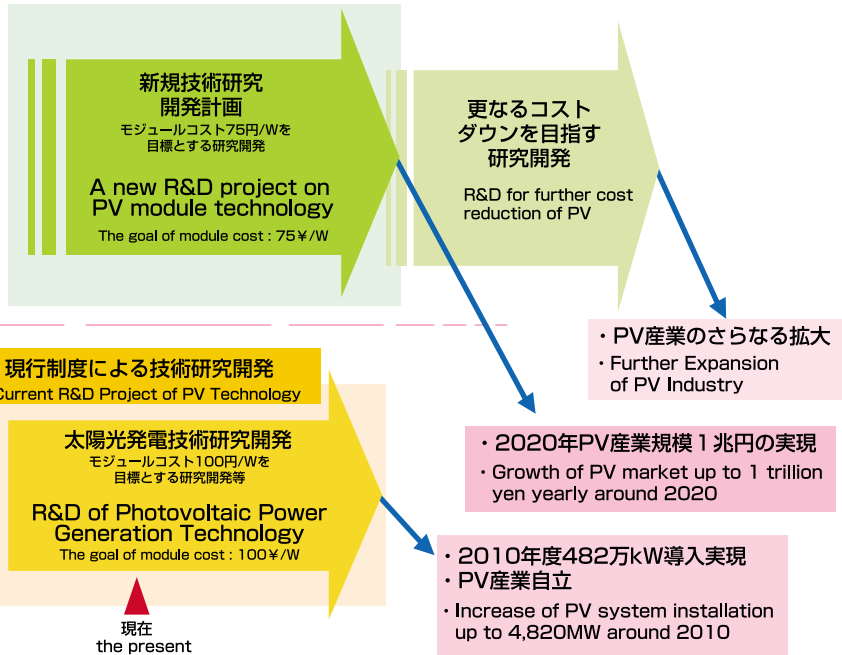 新規技術研究
開発計画
モジュールコスト75円/Wを
目標とする研究開発
A new R&D project on
PV module technology
The goal of module cost : 75¥/W
更なるコスト
ダウンを目指す
研究開発
R&D for further cost
reduction of PV
・PV産業のさらなる拡大
・Further Expansion
of PV Industry
現行制度による技術研究開発
Current R&D Project of PV Technology
太陽光発電技術研究開発
モジュールコスト100円/Wを
目標とする研究開発等
R&D of Photovoltaic Power
Generation Technology
The goal of module cost : 100¥/W
・2020年PV産業規模1兆円の実現
・Growth of PV market up to 1 trillion
yen yearly around 2020
・2010年度482万kW導入実現
・PV産業自立
・Increase of PV system installation
up to 4,820MW around 2010
現在
the present